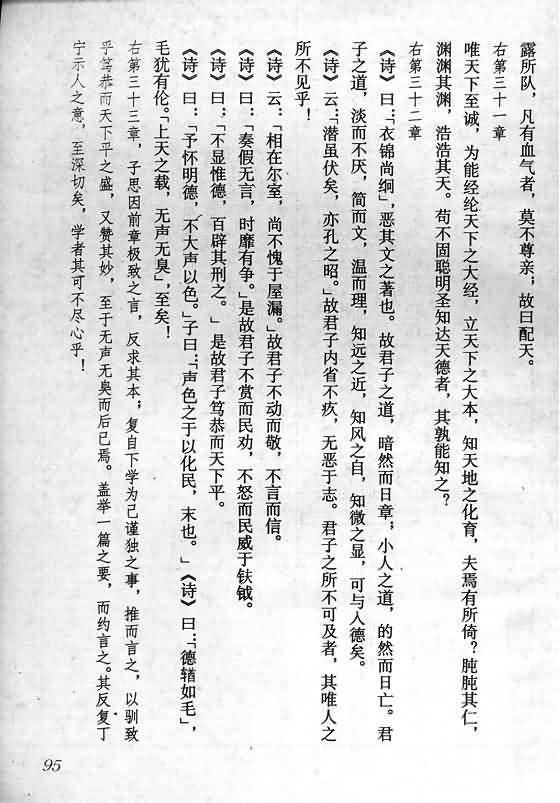 露所队，凡有血气者，莫不尊亲，故曰配天。
右第三十一章
唯天下至诚，为能经纶天下之大经，立天下之大本，知天地之化育，夫焉有所倚？肫肫其仁，
渊渊其渊，浩浩其天。苟不固聪明圣知达天德者，其孰能知之？
右第三十二章
《诗》曰：「衣锦尚䌹」，恶其文之著也。故君子之道，暗然而日章；小人之道，的然而日亡。君
子之道，淡而不厌，简而文，温而理，知远之近，知风之自，知微之显，可与人德矣。
《诗》云：「潜虽伏矣，亦孔之昭。」故君子内省不疚，无恶于志。君子之所不可及者，其唯人之
所不见乎！
《诗》云：「相在尔室，尚不愧于屋漏。」故君子不动而敬，不言而信。
《诗》曰：「奏假无言，时靡有争。」是故君子不赏而民劝，不怒而民威于𫓧钺。
《诗》曰：「不显惟德，百辟其刑之。」是故君子笃恭而天下平。
《诗》曰：「予怀明德，不大声以色。」子曰：「声色之于以化民，末也。」《诗》曰：「德輶如毛」，
毛犹有伦。「上天之载，无声无臭」，至矣！
右第三十三章，子思因前章极致之言，反求其本；复自下学为己谨独之事，推而言之，以驯致
乎笃恭而天下平之盛，又赞其妙，至于无声无臭而后已焉。盖举一篇之要，而约言之。其反复丁
宁示人之意，至深切矣，学者其可不尽心乎！
95